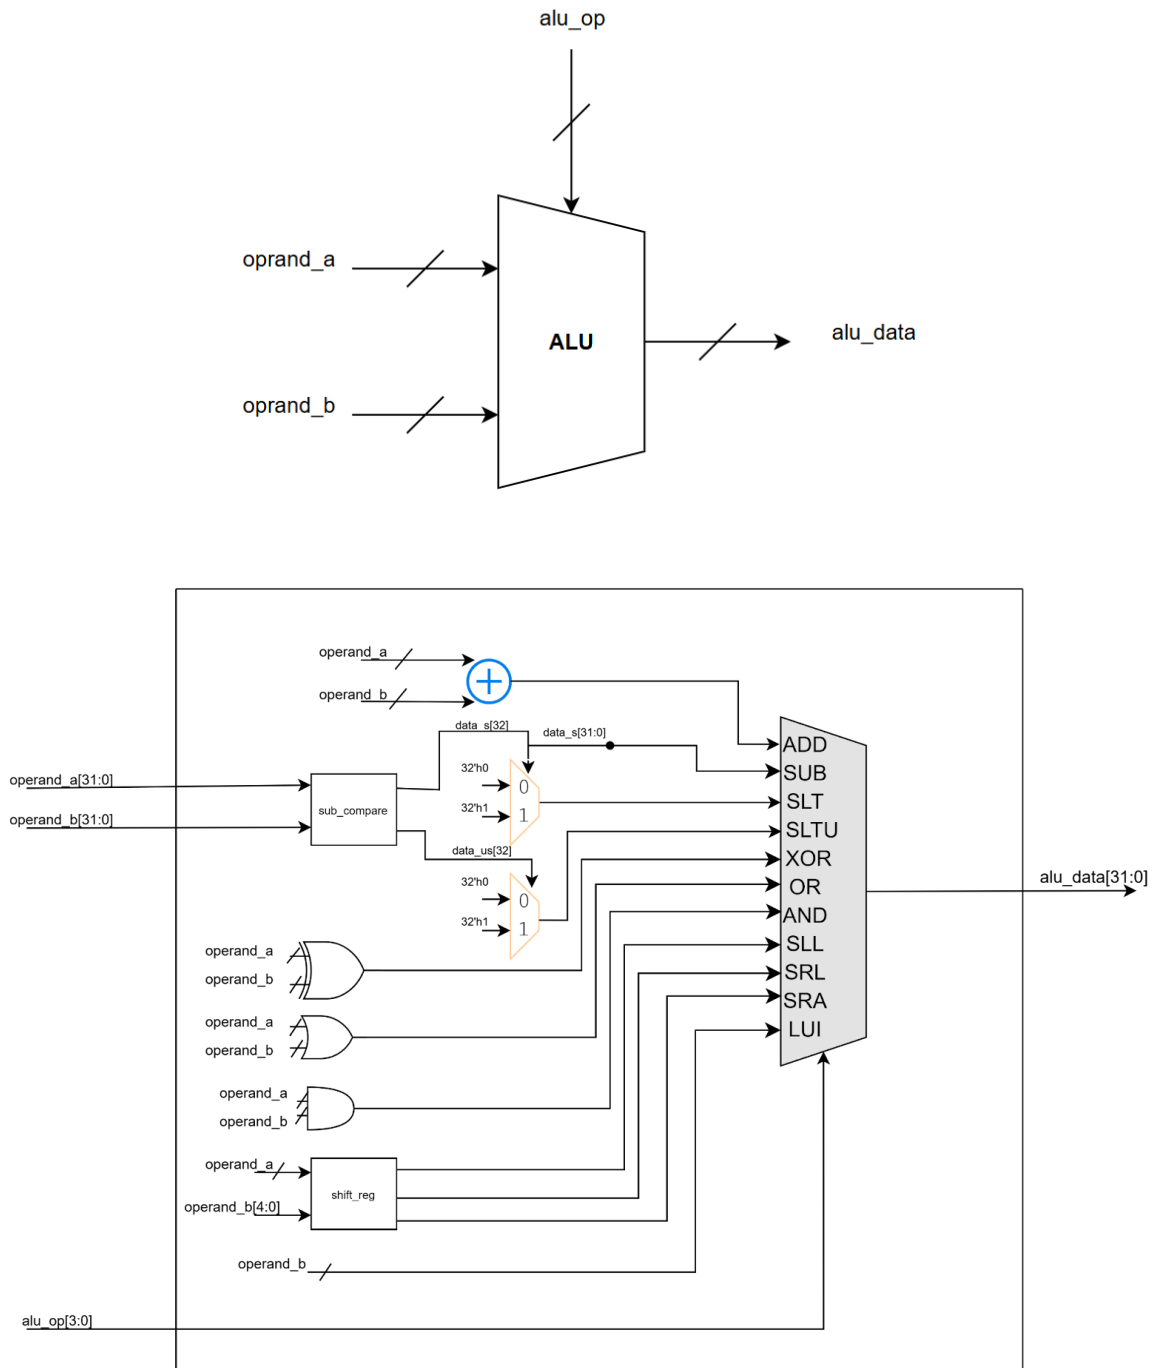 alu_op
oprand_a
ALU
alu_data
oprand_b
operand_a
operand_b
data_s[32]
data_s[31:0]
ADD
operand_a[31:0]
32'h0
0
SUB
sub_compare
32'h1
1
SLT
operand_b[31:0]
SLTU
data_us[32]
XOR
32'h0
0
OR
alu_data[31:0]
32'h1
1
AND
operand_a
SLL
operand_b
SRL
SRA
operand_a
LUI
operand_b
operand_a
operand_b
operand_a
shift_reg
operand_b[4:0]
operand_b
alu_op[3:0]